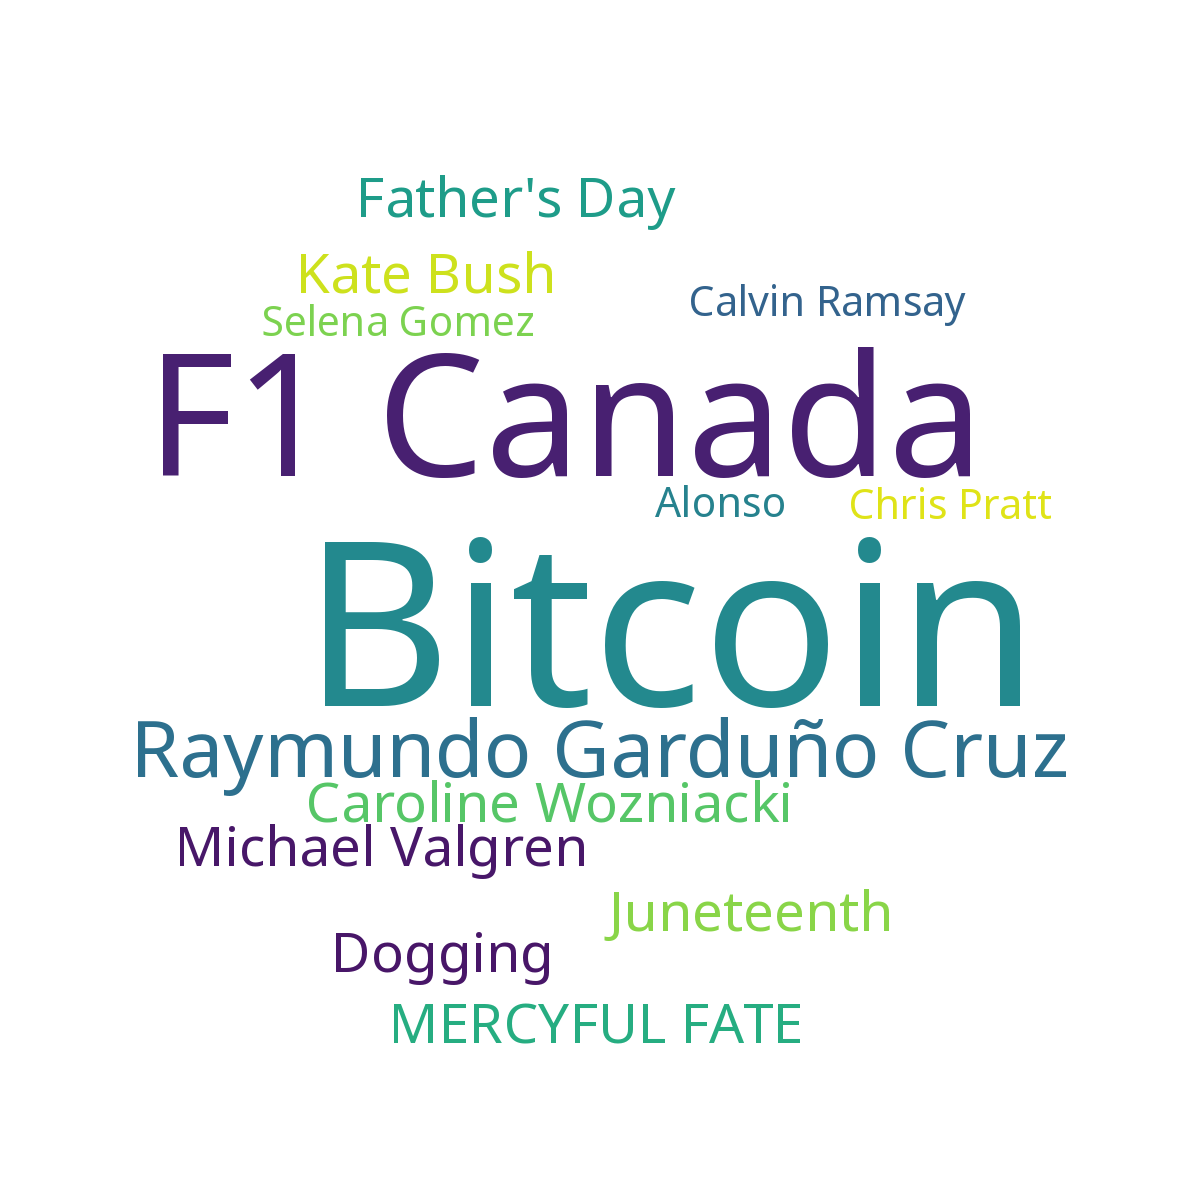 Father's Day
Kate Bush
Calvin Ramsay
Selena Gomez
F1 Canada
Alonso
Chris Pratt
Bitcoin
Raymundo Garduño Cruz
Caroline Wozniacki
Michael Valgren
Juneteenth
Dogging
MERCYFUL FATE